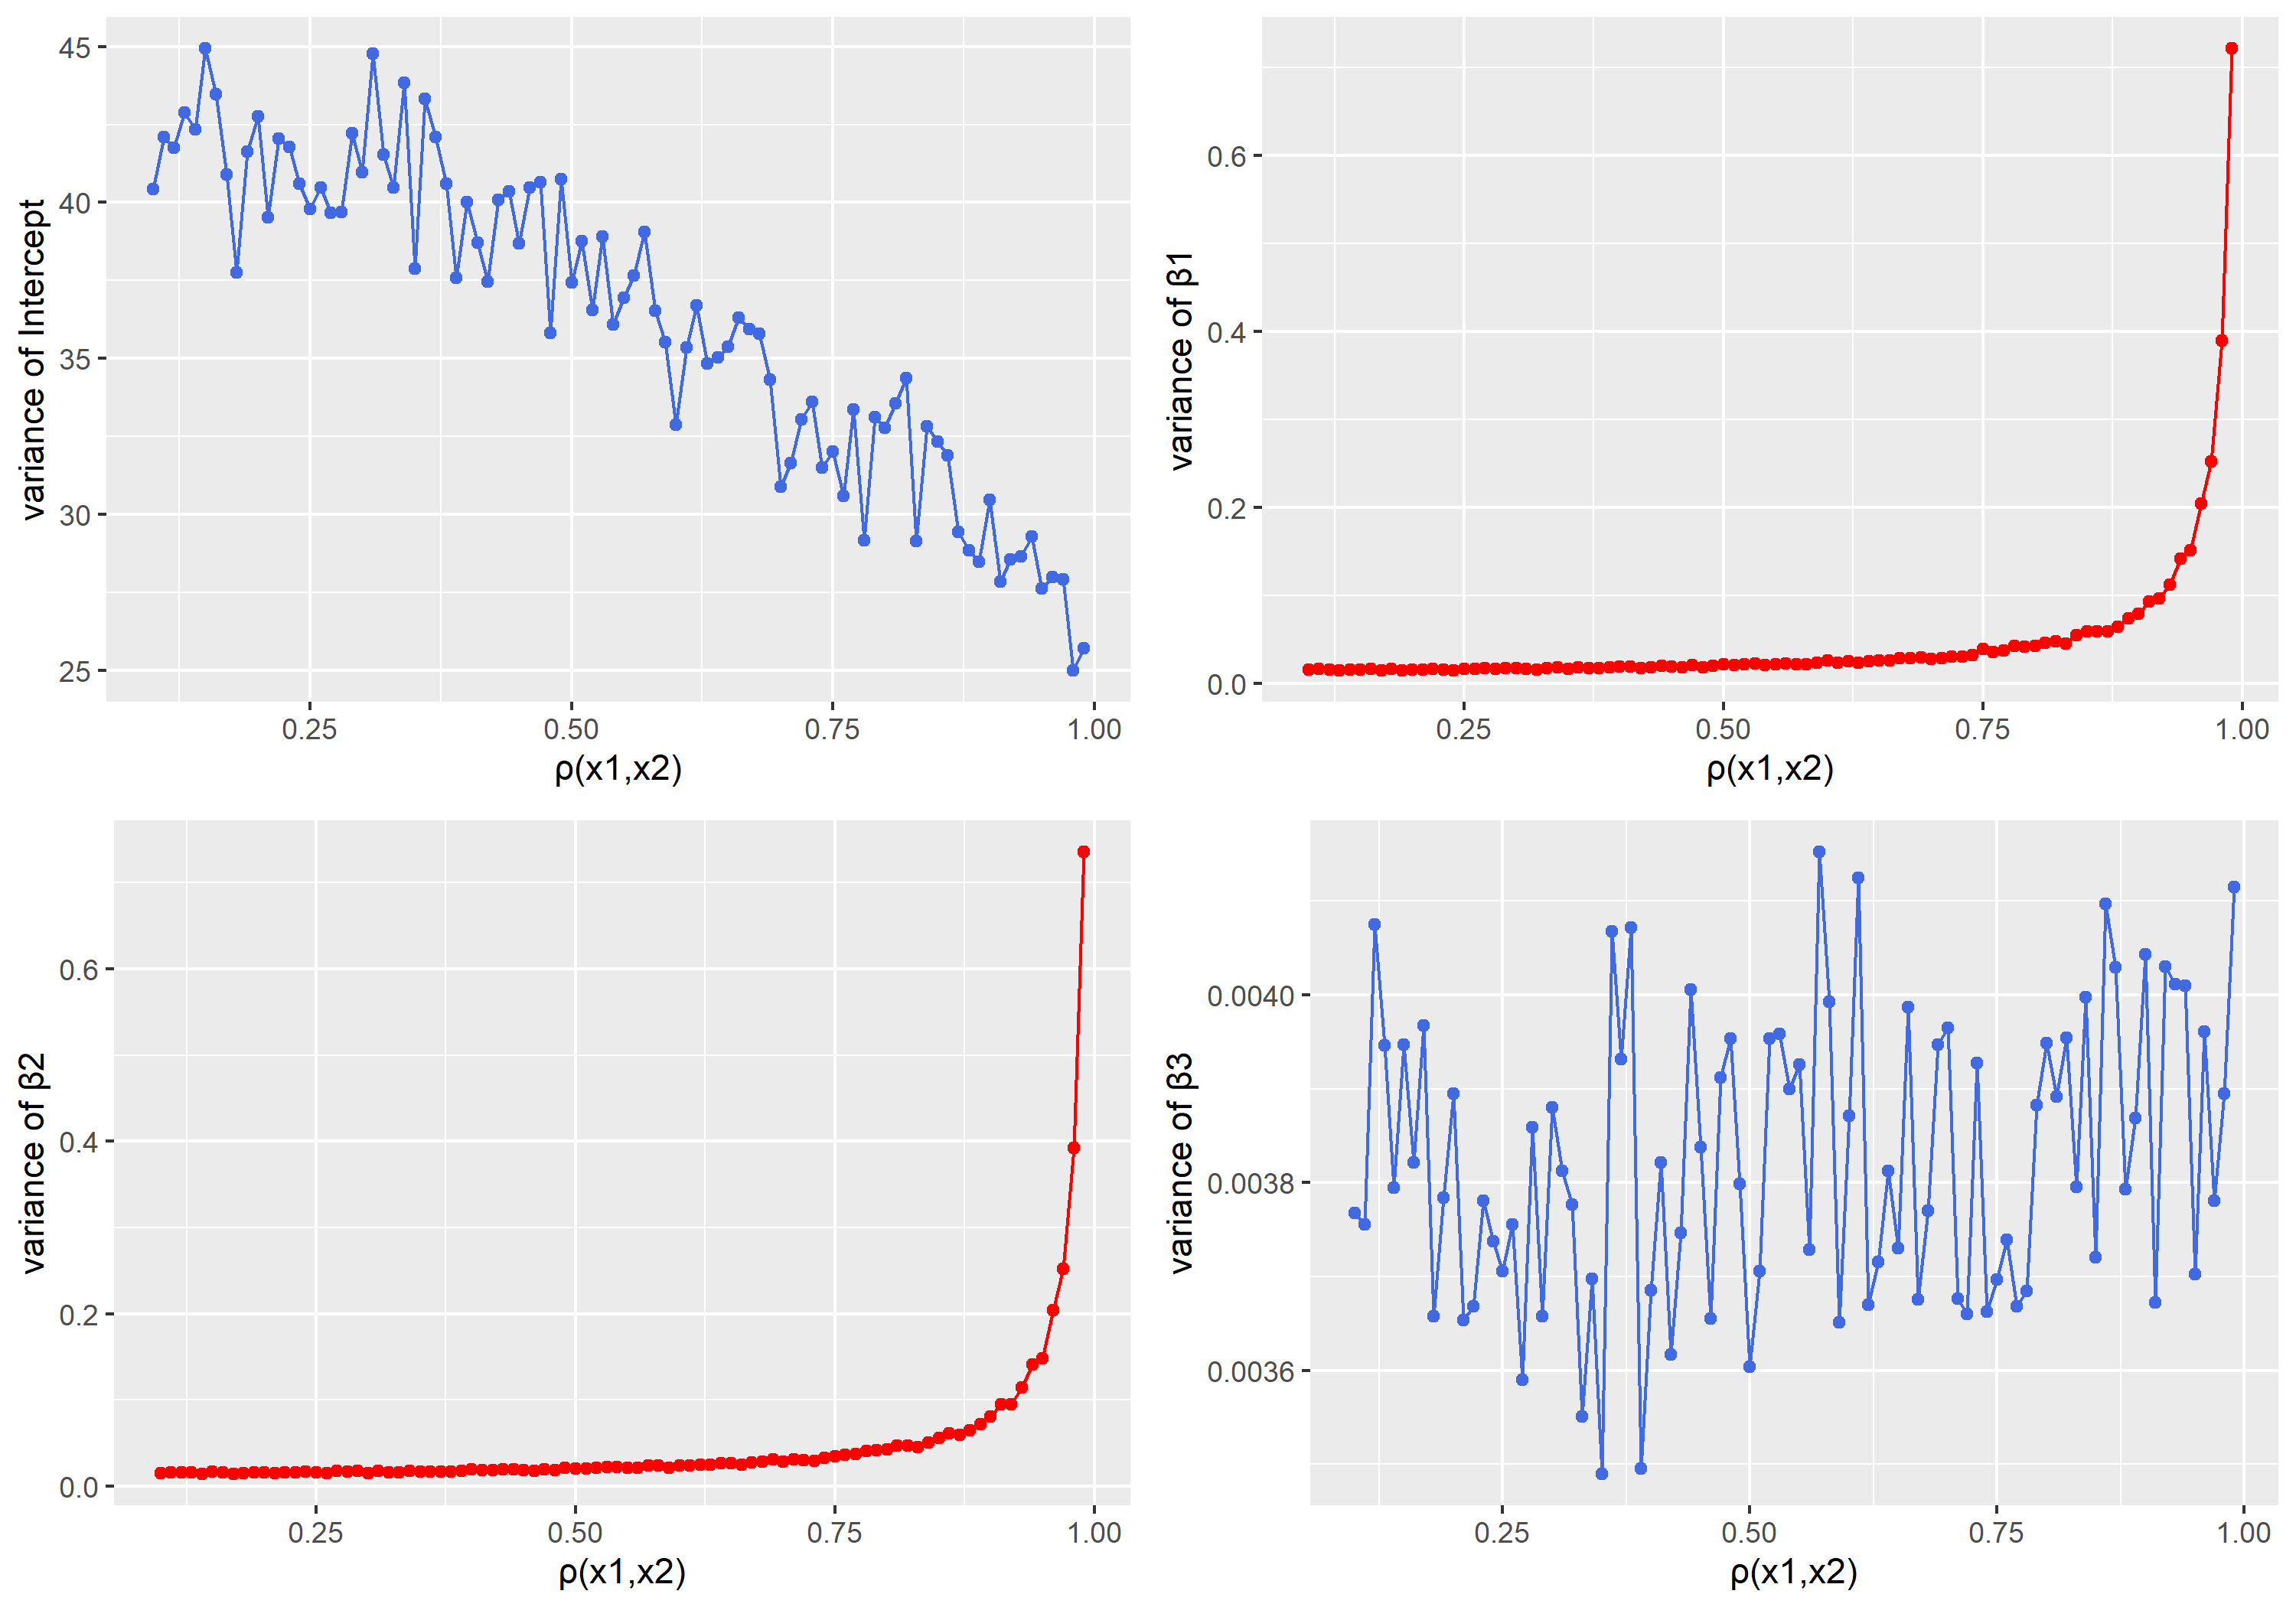 variance of Intercept
45
40
35
30
25
0.25 0.50 0.75 1.00
ρ(x1,x2)
variance of β1
0.6
0.4
0.2
0.0
0.25 0.50 0.75 1.00
ρ(x1,x2)
variance of β2
0.6
0.4
0.2
0.0
0.25 0.50 0.75 1.00
ρ(x1,x2)
variance of β3
0.0040
0.0038
0.0036
0.25 0.50 0.75 1.00
ρ(x1,x2)